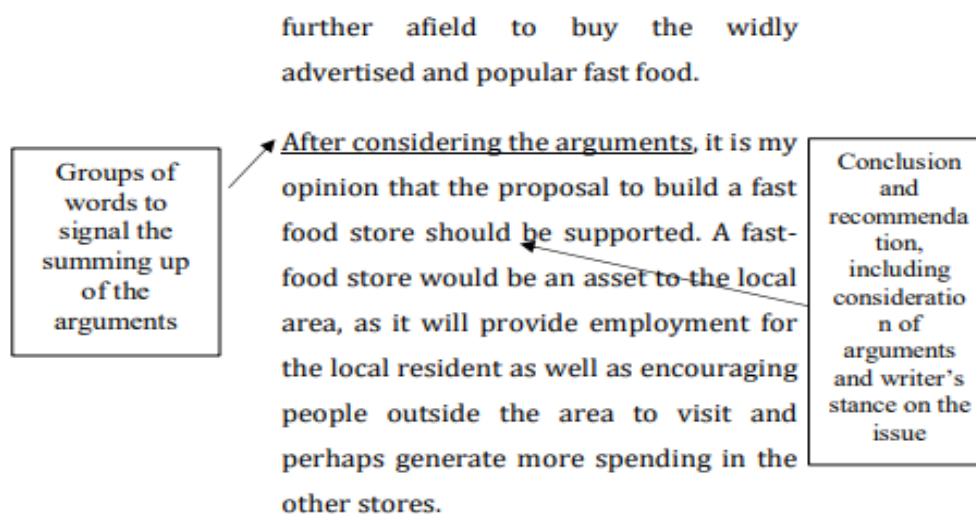 further afield to buy the widly
advertised and popular fast food.
After considering the arguments, it is my
opinion that the proposal to build a fast
food store should be supported. A fast-
food store would be an asset to the local
area, as it will provide employment for
the local resident as well as encouraging
people outside the area to visit and
perhaps generate more spending in the
other stores.
Groups of
words to
signal the
summing up
of the
arguments
Conclusion
and
recommenda
tion,
including
consideratio
n of
arguments
and writer's
stance on the
issue